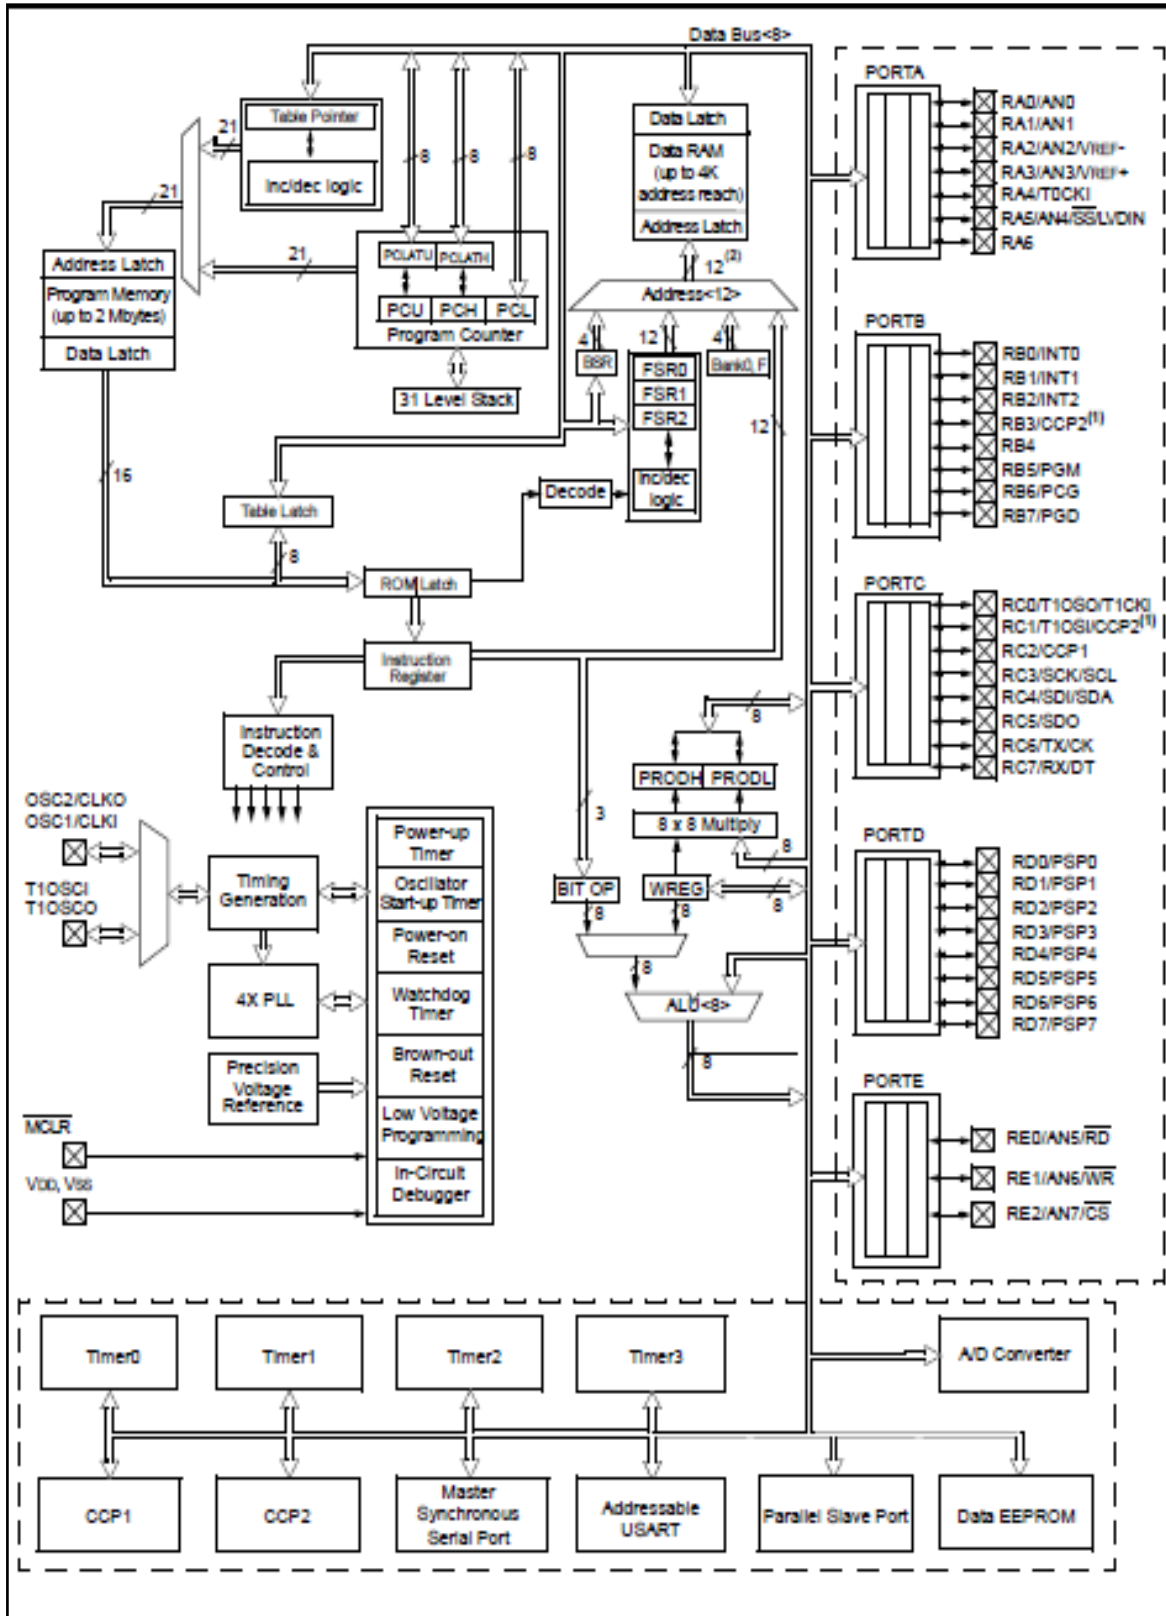 Data Bus<8>
PORTA
RA0/AN0
RA1/AN1
RA2/AN2/VREF-
RA3/AN3/VREF+
RA4/T0CKI
RA5/AN4/SS/LVDIN
RA6
21
Table Pointer
Inc/dec logic
8
8
8
Data Latch
Data RAM
(up to 4K
address reach)
Address Latch
21
21
PCLATU
PCLATH
PCU
PCH
PCL
Program Counter
12(2)
Address<12>
Address Latch
Program Memory
(up to 2 Mbytes)
Data Latch
31 Level Stack
4
12
4
BSR
FSR0
FSR1
FSR2
Bank0, F
12
Inc/dec
logic
Decode
PORTB
RB0/INT0
RB1/INT1
RB2/INT2
RB3/CCP2(1)
RB4
RB5/PGM
RB6/PCG
RB7/PGD
16
Table Latch
8
ROM Latch
Instruction
Register
Instruction
Decode &
Control
PORTC
RC0/T1OSO/T1CKI
RC1/T1OSI/CCP2(1)
RC2/CCP1
RC3/SCK/SCL
RC4/SDI/SDA
RC5/SDO
RC6/TX/CK
RC7/RX/DT
8
PRODH
PRODL
8 x 8 Multiply
3
8
BIT OP
WREG
8
8
8
8
ALU<8>
8
OSC2/CLKO
OSC1/CLKI
T1OSCI
T1OSCO
Timing
Generation
4X PLL
Precision
Voltage
Reference
Power-up
Timer
Oscillator
Start-up Timer
Power-on
Reset
Watchdog
Timer
Brown-out
Reset
Low Voltage
Programming
In-Circuit
Debugger
MCLR
VDD, VSS
PORTD
RD0/PSP0
RD1/PSP1
RD2/PSP2
RD3/PSP3
RD4/PSP4
RD5/PSP5
RD6/PSP6
RD7/PSP7
PORTE
RE0/AN5/RD
RE1/AN6/WR
RE2/AN7/CS
Timer0
Timer1
Timer2
Timer3
A/D Converter
CCP1
CCP2
Master
Synchronous
Serial Port
Addressable
USART
Parallel Slave Port
Data EEPROM